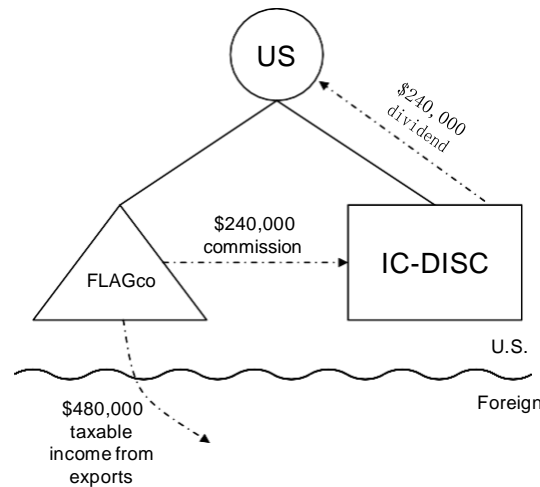 US
$240, 000
dividend
$240,000
commission
FLAGco
IC-DISC
U.S.
Foreign
$480,000
taxable
income from
exports